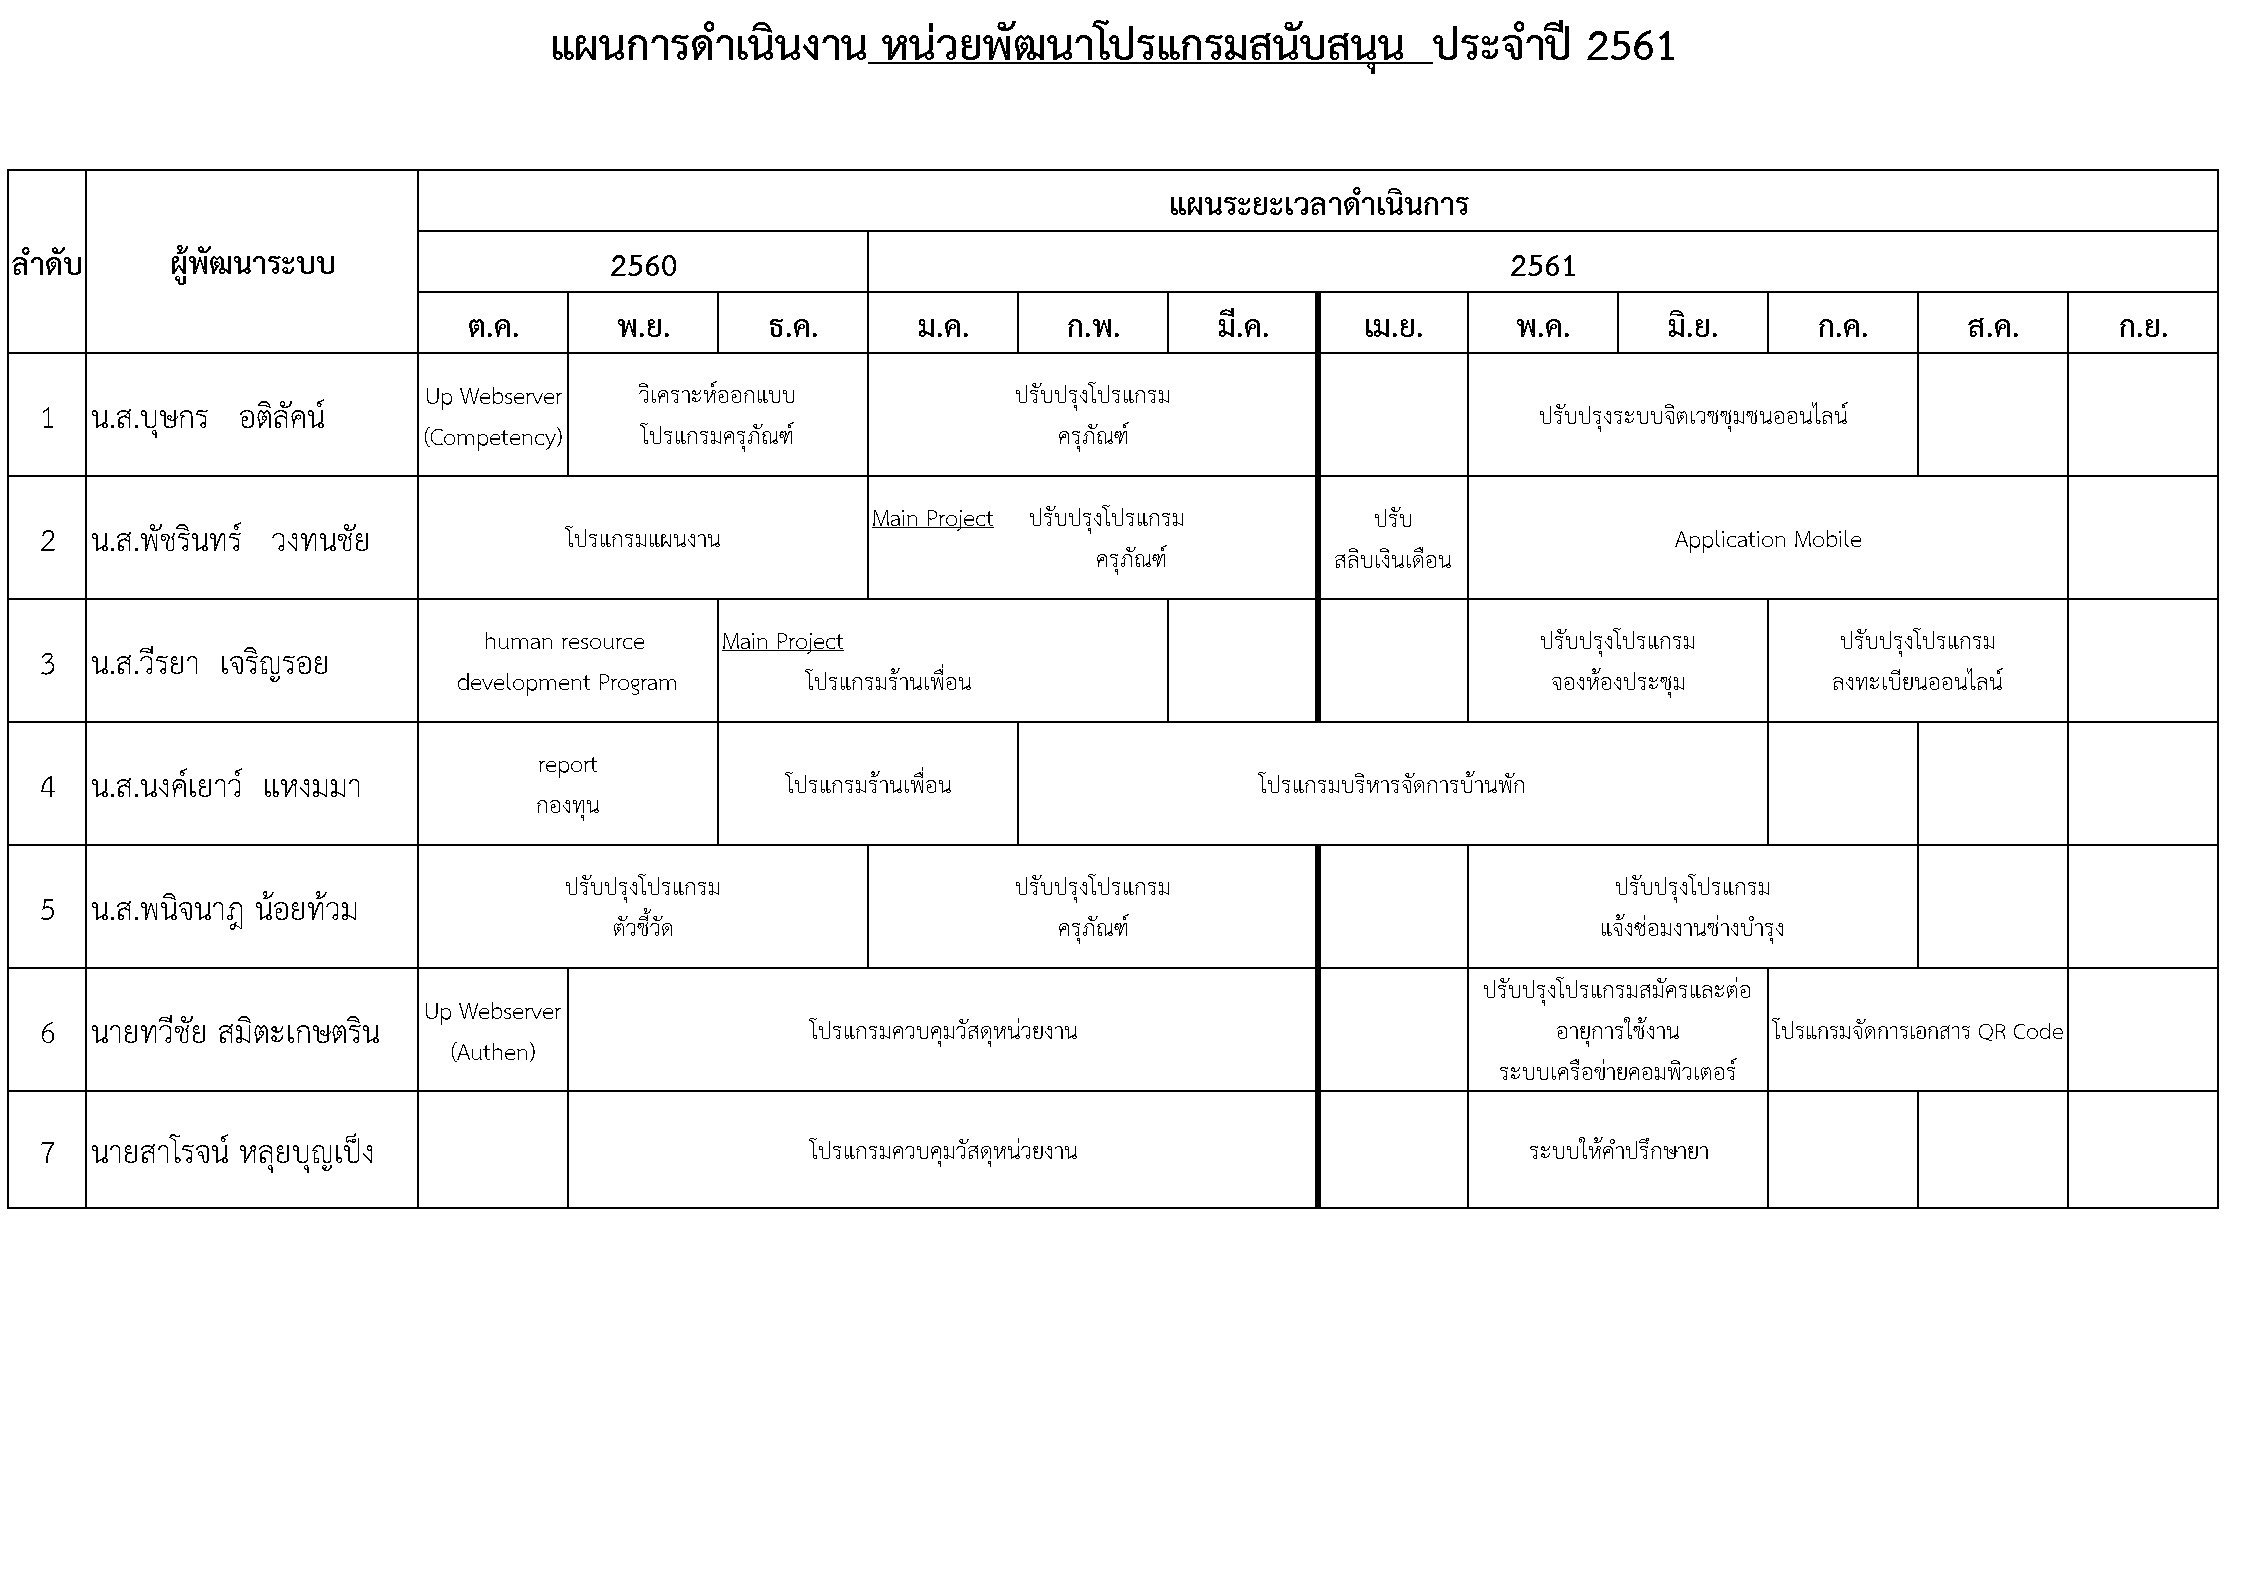 แผนการดำเนินงาน หน่วยพัฒนาโปรแกรมสนับสนุน ประจำปี 2561
ลำดับ
ผู้พัฒนาระบบ
แผนระยะเวลาดำเนินการ
2560
2561
ต.ค.
พ.ย.
ธ.ค.
ม.ค.
ก.พ.
มี.ค.
เม.ย.
พ.ค.
มิ.ย.
ก.ค.
ส.ค.
ก.ย.
1
น.ส.บุษกร อติลัคน์
Up Webserver
(Competency)
วิเคราะห์ออกแบบ
โปรแกรมครุภัณฑ์
ปรับปรุงโปรแกรม
ครุภัณฑ์
ปรับปรุงระบบจิตเวชชุมชนออนไลน์
2
น.ส.พัชรินทร์ วงทนชัย
โปรแกรมแผนงาน
Main Project ปรับปรุงโปรแกรม
ครุภัณฑ์
ปรับ
สลิบเงินเดือน
Application Mobile
3
น.ส.วีรยา เจริญรอย
human resource
development Program
Main Project
โปรแกรมร้านเพื่อน
ปรับปรุงโปรแกรม
จองห้องประชุม
ปรับปรุงโปรแกรม
ลงทะเบียนออนไลน์
4
น.ส.นงค์เยาว์ แหงมมา
report
กองทุน
โปรแกรมร้านเพื่อน
โปรแกรมบริหารจัดการบ้านพัก
5
น.ส.พนิจนาฎ น้อยท้วม
ปรับปรุงโปรแกรม
ตัวชี้วัด
ปรับปรุงโปรแกรม
ครุภัณฑ์
ปรับปรุงโปรแกรม
แจ้งซ่อมงานช่างบำรุง
6
นายทวีชัย สมิตะเกษตริน
Up Webserver
(Authen)
โปรแกรมควบคุมวัสดุหน่วยงาน
ปรับปรุงโปรแกรมสมัครและต่อ
อายุการใช้งาน
ระบบเครือข่ายคอมพิวเตอร์
โปรแกรมจัดการเอกสาร QR Code
7
นายสาโรจน์ หลุยบุญเป็ง
โปรแกรมควบคุมวัสดุหน่วยงาน
ระบบให้คำปรึกษายา